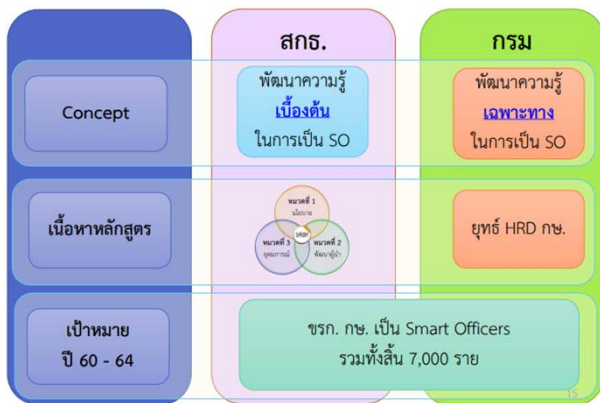 สกธ.
กรม
Concept
พัฒนาความรู้
เบื้องต้น
ในการเป็น SO
พัฒนาความรู้
เฉพาะทาง
ในการเป็น SO
เนื้อหาหลักสูตร
หมวดที่ 1
นโยบาย
หมวดที่ 3
อุดมการณ์
หมวดที่ 2
พัฒนาผู้นำ
ยุทธ์ HRD กษ.
เป้าหมาย
ปี 60 - 64
ขรก. กษ. เป็น Smart Officers
รวมทั้งสิ้น 7,000 ราย
15